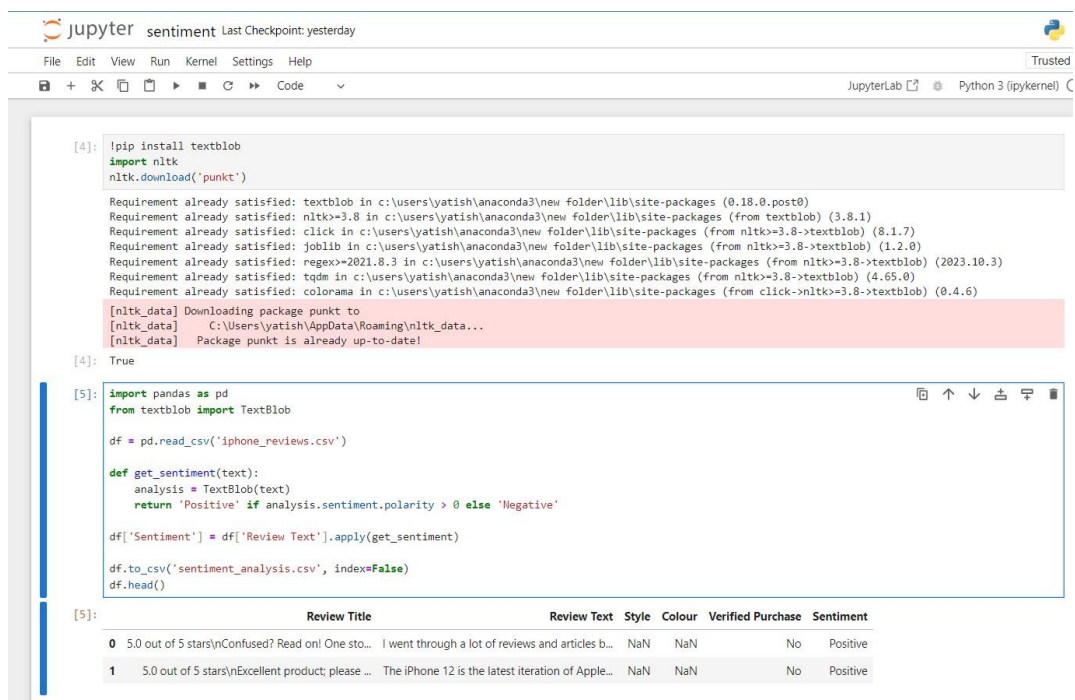 jupyter sentiment Last Checkpoint: yesterday
File Edit View Run Kernel Settings Help Trusted
Code JupyterLab Python 3 (ipykernel)
[4]: !pip install textblob
import nltk
nltk.download('punkt')
Requirement already satisfied: textblob in c:\users\yatish\anaconda3\new folder\lib\site-packages (0.18.0.post0)
Requirement already satisfied: nltk>=3.8 in c:\users\yatish\anaconda3\new folder\lib\site-packages (from textblob) (3.8.1)
Requirement already satisfied: click in c:\users\yatish\anaconda3\new folder\lib\site-packages (from nltk>=3.8->textblob) (8.1.7)
Requirement already satisfied: joblib in c:\users\yatish\anaconda3\new folder\lib\site-packages (from nltk>=3.8->textblob) (1.2.0)
Requirement already satisfied: regex>=2021.8.3 in c:\users\yatish\anaconda3\new folder\lib\site-packages (from nltk>=3.8->textblob) (2023.10.3)
Requirement already satisfied: tqdm in c:\users\yatish\anaconda3\new folder\lib\site-packages (from nltk>=3.8->textblob) (4.65.0)
Requirement already satisfied: colorama in c:\users\yatish\anaconda3\new folder\lib\site-packages (from click->nltk>=3.8->textblob) (0.4.6)
[nltk_data] Downloading package punkt to
[nltk_data]     C:\Users\yatish\AppData\Roaming\nltk_data...
[nltk_data]   Package punkt is already up-to-date!
[4]: True
[5]: import pandas as pd
from textblob import TextBlob
df = pd.read_csv('iphone_reviews.csv')
def get_sentiment(text):
    analysis = TextBlob(text)
    return 'Positive' if analysis.sentiment.polarity > 0 else 'Negative'
df['Sentiment'] = df['Review Text'].apply(get_sentiment)
df.to_csv('sentiment_analysis.csv', index=False)
df.head()
[5]: Review Title Review Text Style Colour Verified Purchase Sentiment
0 5.0 out of 5 stars\nConfused? Read on! One sto... I went through a lot of reviews and articles b... NaN NaN No Positive
1 5.0 out of 5 stars\nExcellent product; please ... The iPhone 12 is the latest iteration of Apple... NaN NaN No Positive